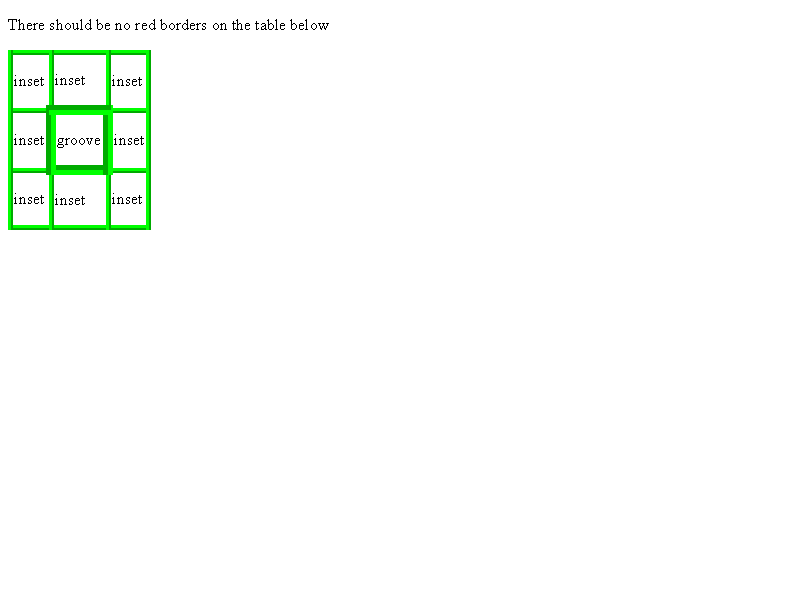 There should be no red borders on the table below
inset inset inset
inset groove inset
inset inset inset